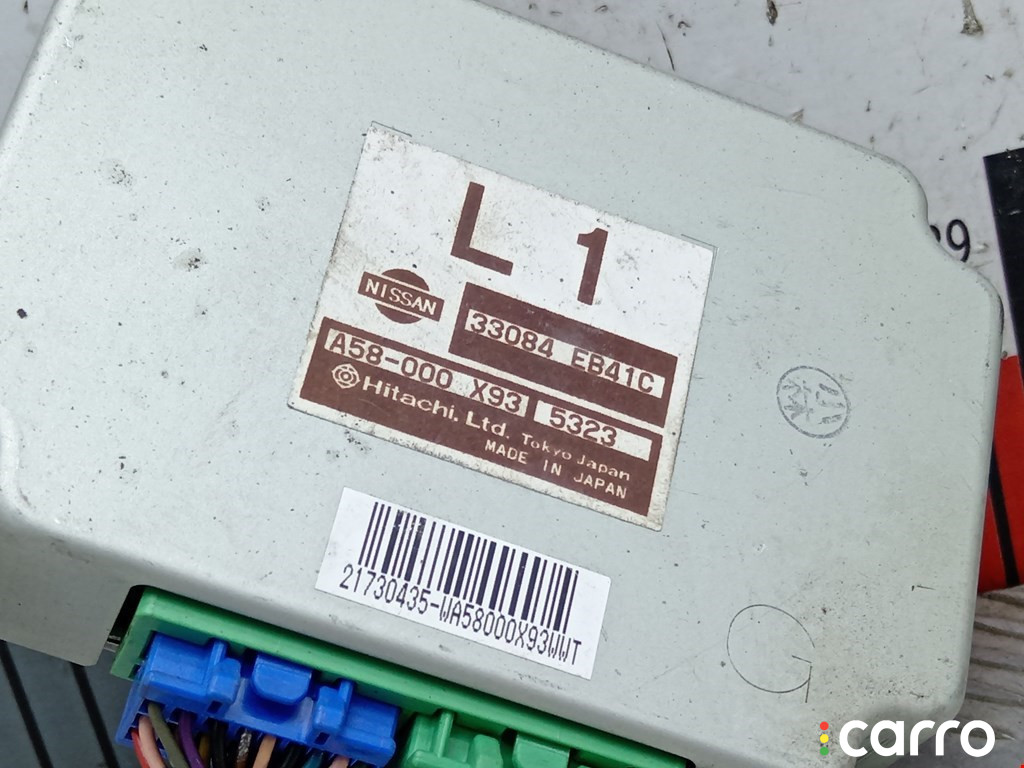 L 1
NISSAN
33084 EB41C
A58-000 X93 5323
Hitachi, Ltd. Tokyo Japan
MADE IN JAPAN
21730435-WA58000X93WWT
G
carro